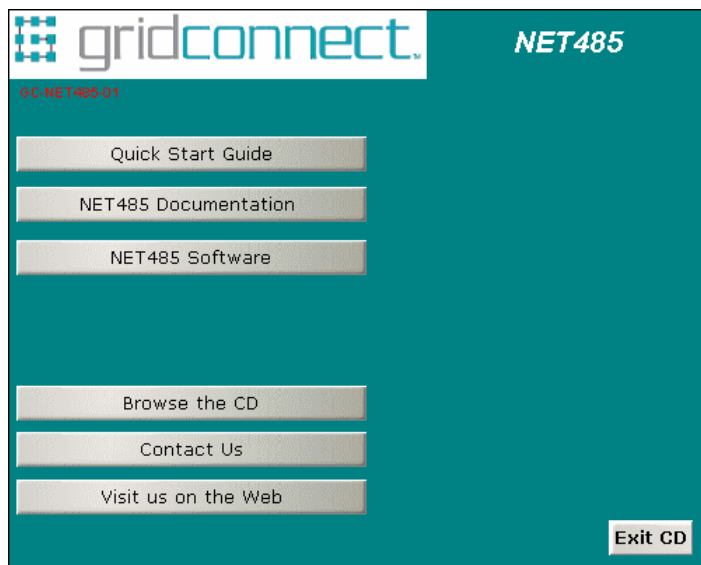 gridconnect.™
NET485
GC-NET485-01
Quick Start Guide
NET485 Documentation
NET485 Software
Browse the CD
Contact Us
Visit us on the Web
Exit CD